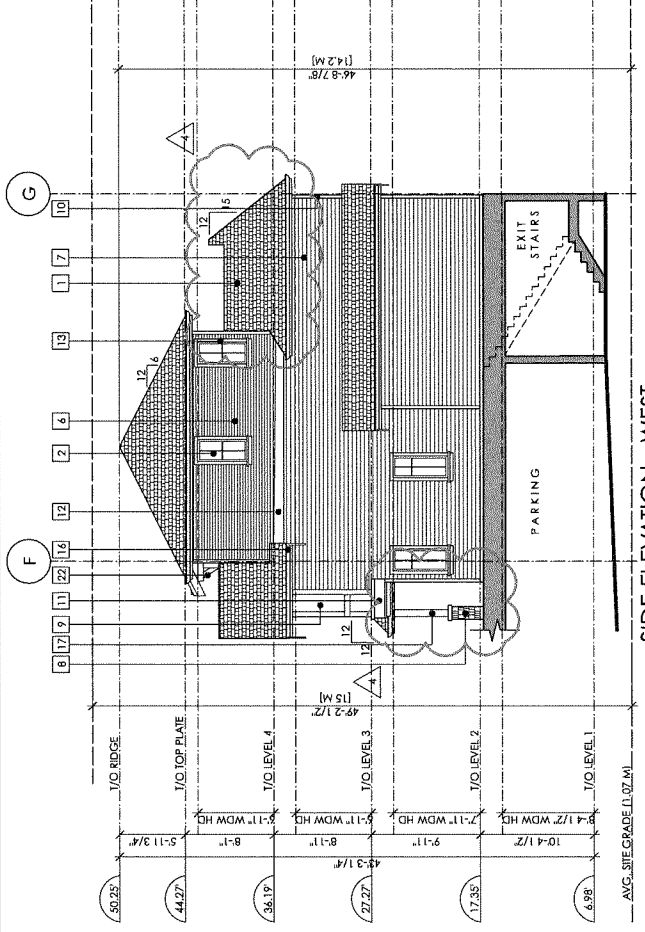 F
G
8
17
9
11
22
16
12
2
6
13
1
7
10
4
12
6
12
5
12
12
4
46'-8 7/8"
[14.2 M]
49'-2 1/2"
[15 M]
50.25'
T/O RIDGE
5'-11 3/4"
44.27'
T/O TOP PLATE
8'-1"
6'-11" WDW HD
36.19'
T/O LEVEL 4
8'-11"
6'-11" WDW HD
27.27'
T/O LEVEL 3
9'-11"
7'-11" WDW HD
17.35'
T/O LEVEL 2
10'-4 1/2"
8'-4 1/2" WDW HD
6.98'
T/O LEVEL 1
43'-3 1/4"
AVG. SITE GRADE (1.07 M)
PARKING
EXIT
STAIRS
SIDE ELEVATION - WEST